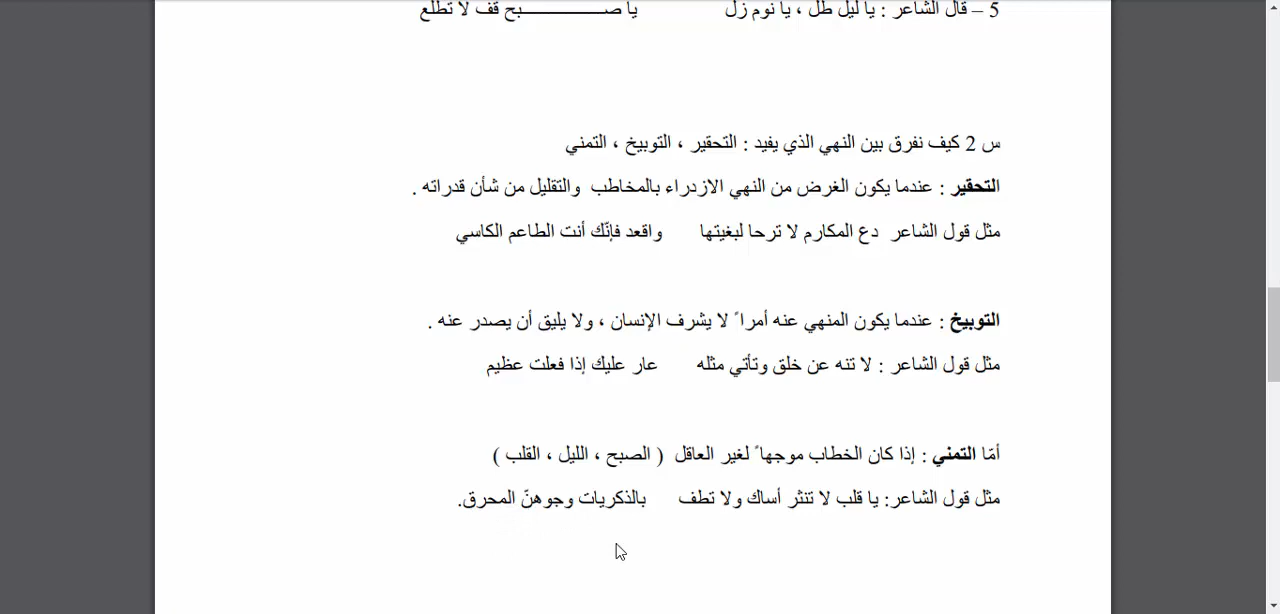 5 – قال الشاعر : يا ليل طل ، يا نوم زل يا صـــــــــــــبح قف لا تطلع
س 2 كيف نفرق بين النهي الذي يفيد : التحقير ، التوبيخ ، التمني
التحقير : عندما يكون الغرض من النهي الازدراء بالمخاطب والتقليل من شأن قدراته .
مثل قول الشاعر دع المكارم لا ترحا لبغيتها واقعد فإنّك أنت الطاعم الكاسي
التوبيخ : عندما يكون المنهي عنه أمراً لا يشرف الإنسان ، ولا يليق أن يصدر عنه .
مثل قول الشاعر : لا تنه عن خلق وتأتي مثله عار عليك إذا فعلت عظيم
أمّا التمني : إذا كان الخطاب موجهاً لغير العاقل ( الصبح ، الليل ، القلب )
مثل قول الشاعر: يا قلب لا تنثر أساك ولا تطف بالذكريات وجوهنّ المحرق.